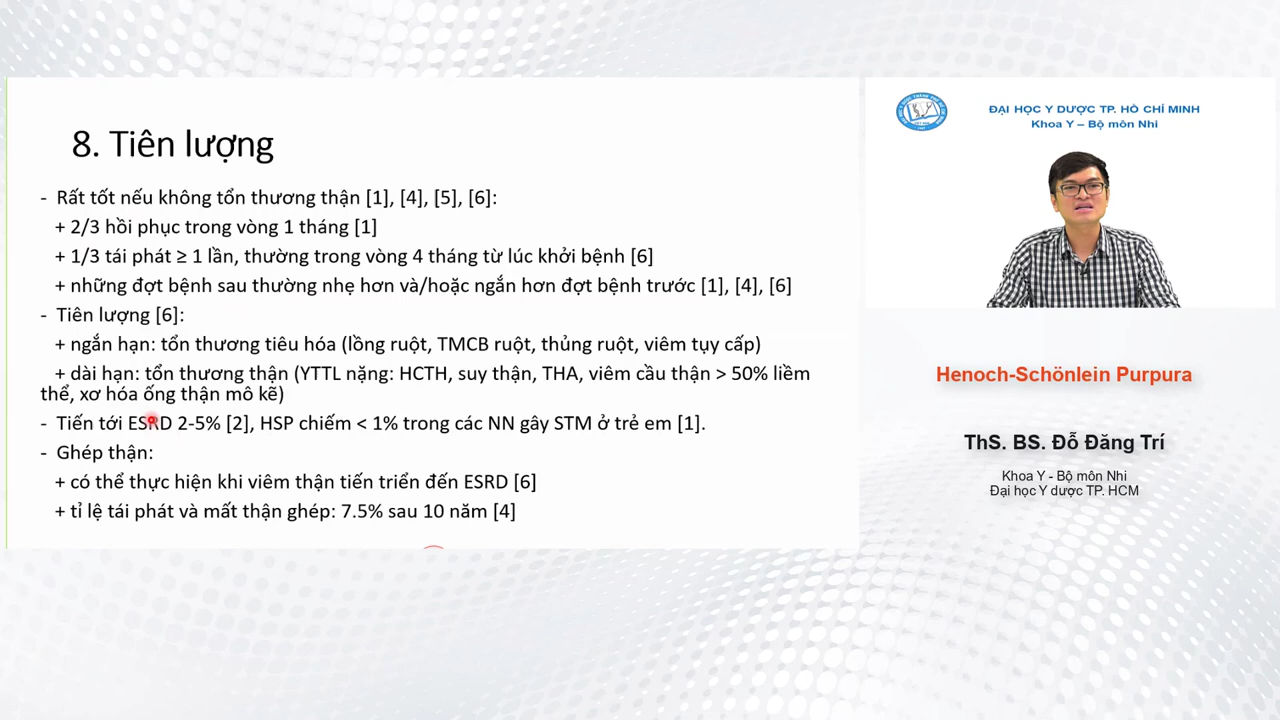 8. Tiên lượng
- Rất tốt nếu không tổn thương thận [1], [4], [5], [6]:
+ 2/3 hồi phục trong vòng 1 tháng [1]
+ 1/3 tái phát ≥ 1 lần, thường trong vòng 4 tháng từ lúc khởi bệnh [6]
+ những đợt bệnh sau thường nhẹ hơn và/hoặc ngắn hơn đợt bệnh trước [1], [4], [6]
- Tiên lượng [6]:
+ ngắn hạn: tổn thương tiêu hóa (lồng ruột, TMCB ruột, thủng ruột, viêm tụy cấp)
+ dài hạn: tổn thương thận (YTTL nặng: HCTH, suy thận, THA, viêm cầu thận > 50% liềm
thể, xơ hóa ống thận mô kẽ)
- Tiến tới ESRD 2-5% [2], HSP chiếm < 1% trong các NN gây STM ở trẻ em [1].
- Ghép thận:
+ có thể thực hiện khi viêm thận tiến triển đến ESRD [6]
+ tỉ lệ tái phát và mất thận ghép: 7.5% sau 10 năm [4]
ĐẠI HỌC Y DƯỢC TP. HỒ CHÍ MINH
Khoa Y – Bộ môn Nhi
Henoch-Schönlein Purpura
ThS. BS. Đỗ Đăng Trí
Khoa Y - Bộ môn Nhi
Đại học Y dược TP. HCM